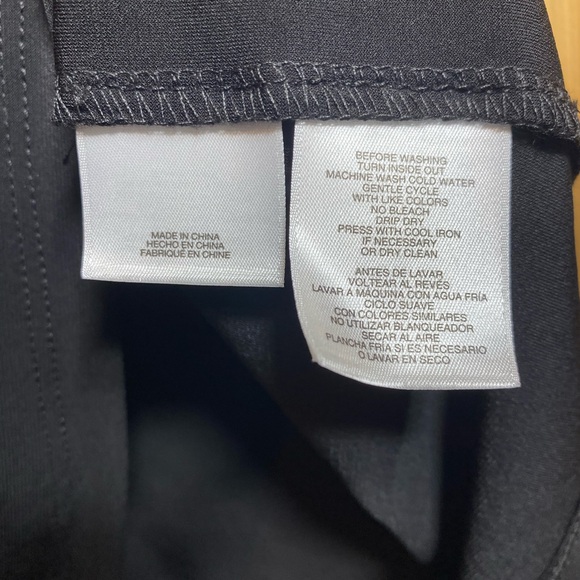 MADE IN CHINA
HECHO EN CHINA
FABRIQUÉ EN CHINE
BEFORE WASHING
TURN INSIDE OUT
MACHINE WASH COLD WATER
GENTLE CYCLE
WITH LIKE COLORS
NO BLEACH
DRIP DRY
PRESS WITH COOL IRON
IF NECESSARY
OR DRY CLEAN
ANTES DE LAVAR
VOLTEAR AL REVÉS
LAVAR A MÁQUINA CON AGUA FRÍA
CICLO SUAVE
CON COLORES SIMILARES
NO UTILIZAR BLANQUEADOR
SECAR AL AIRE
PLANCHA FRÍA SI ES NECESARIO
O LAVAR EN SECO